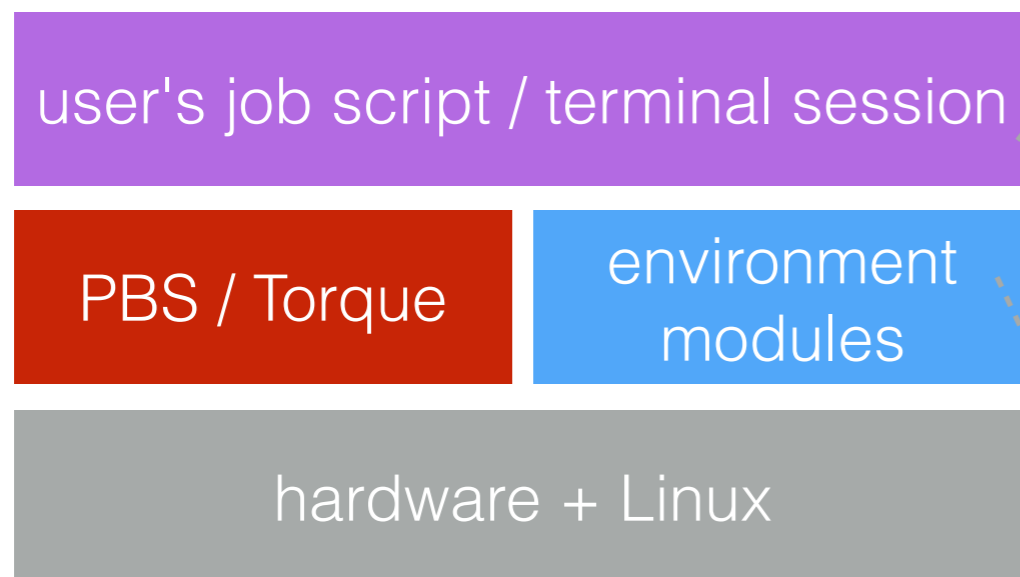 user's job script / terminal session
PBS / Torque
environment
modules
hardware + Linux